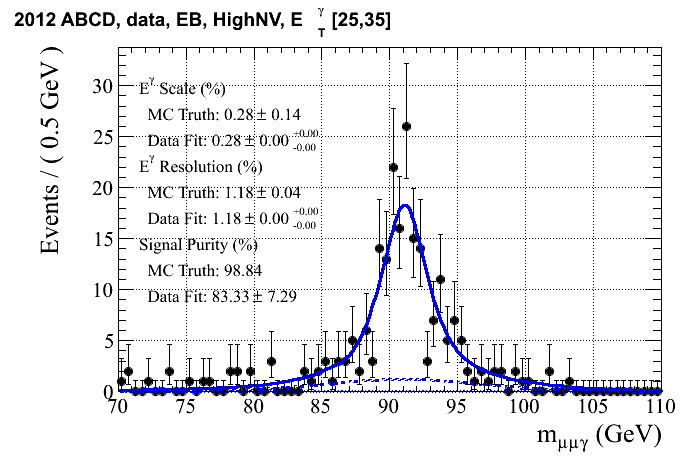 2012 ABCD, data, EB, HighNV, E_T^γ [25,35]
Events / ( 0.5 GeV )
30
25
20
15
10
5
0
E^γ Scale (%)
MC Truth: 0.28 ± 0.14
Data Fit: 0.28 ± 0.00 +0.00 -0.00
E^γ Resolution (%)
MC Truth: 1.18 ± 0.04
Data Fit: 1.18 ± 0.00 +0.00 -0.00
Signal Purity (%)
MC Truth: 98.84
Data Fit: 83.33 ± 7.29
70 75 80 85 90 95 100 105 110
m_μμγ (GeV)